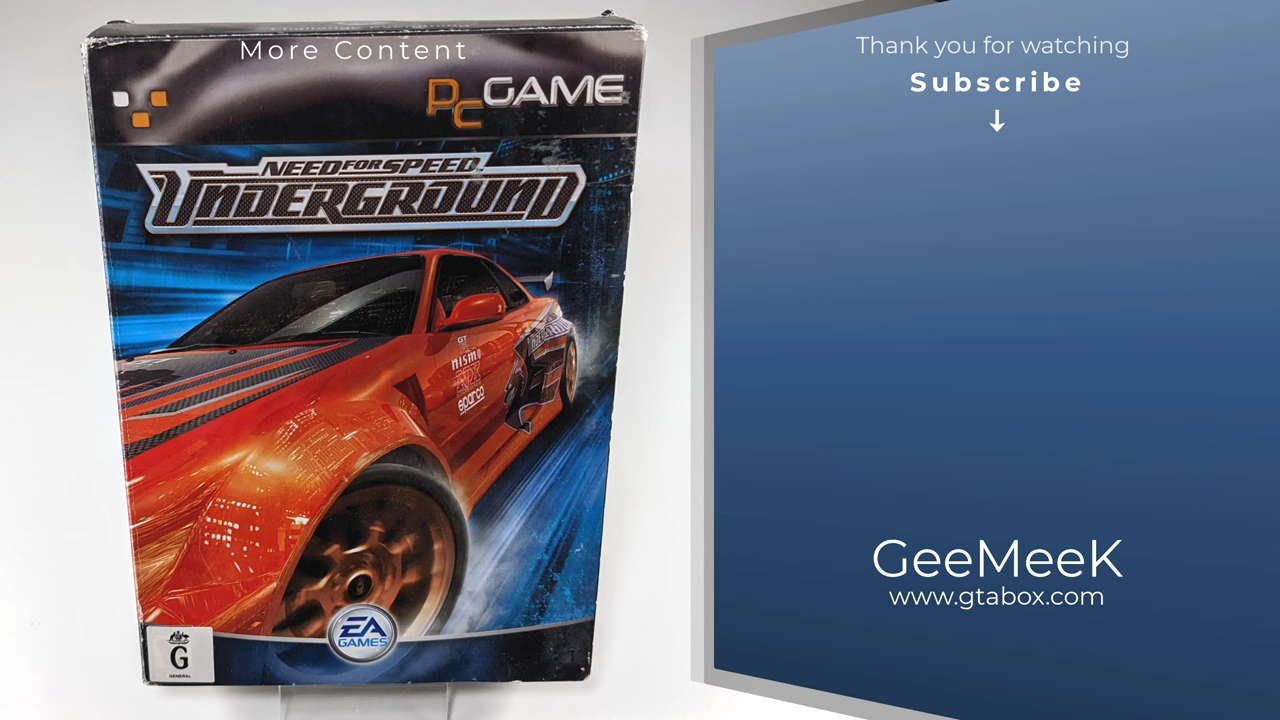 More Content
PC GAME
NEED FOR SPEED
UNDERGROUND
GT
nismo
sparco
EA
GAMES
G
GENERAL
Thank you for watching
Subscribe
↓
GeeMeeK
www.gtabox.com